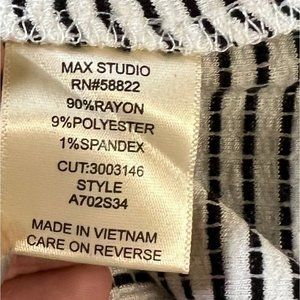 MAX STUDIO
RN#58822
90%RAYON
9%POLYESTER
1%SPANDEX
CUT:3003146
STYLE
A702S34
MADE IN VIETNAM
CARE ON REVERSE